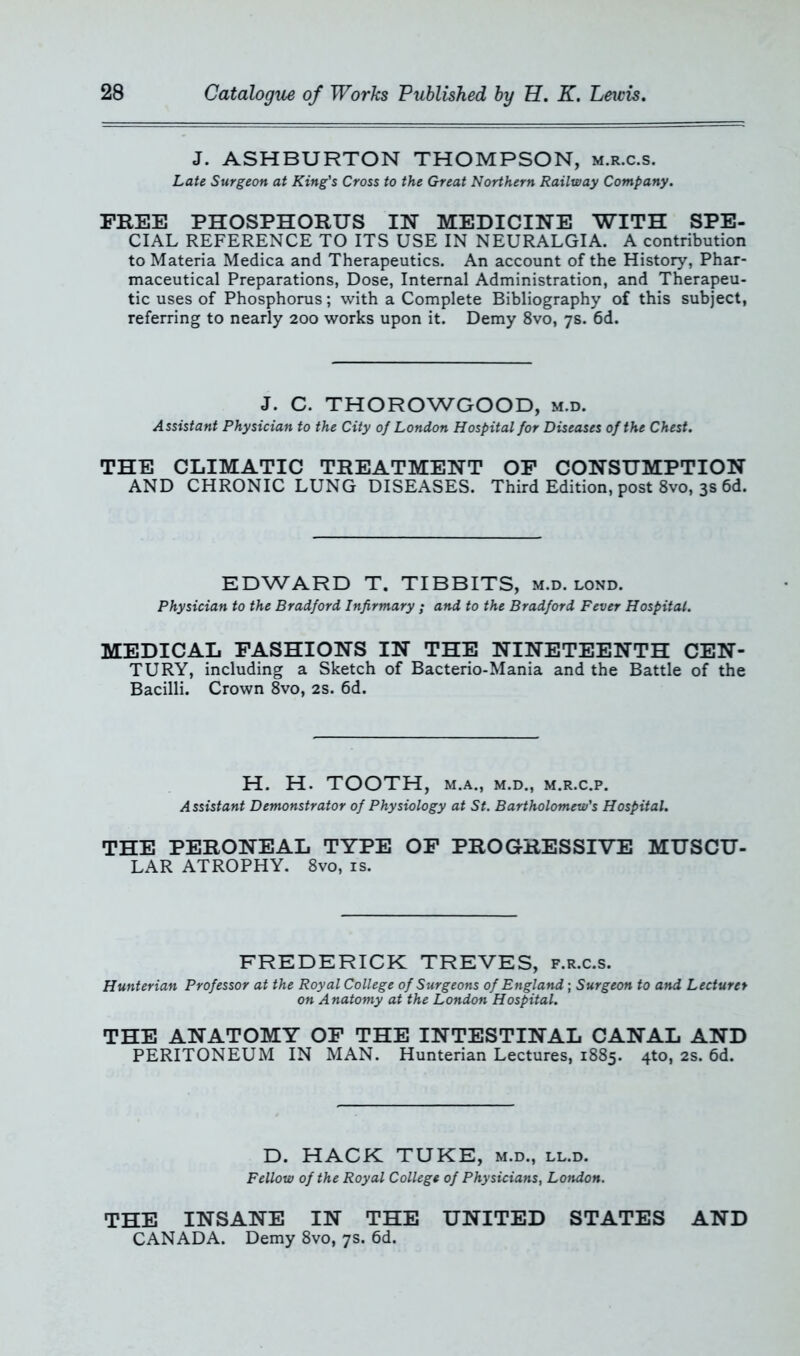 28 Catalogue of Works Published by H. K. Lewis.
J. ASHBURTON THOMPSON, M.R.C.S.
Late Surgeon at King's Cross to the Great Northern Railway Company.
FREE PHOSPHORUS IN MEDICINE WITH SPE-
CIAL REFERENCE TO ITS USE IN NEURALGIA. A contribution
to Materia Medica and Therapeutics. An account of the History, Phar-
maceutical Preparations, Dose, Internal Administration, and Therapeu-
tic uses of Phosphorus; with a Complete Bibliography of this subject,
referring to nearly 200 works upon it. Demy 8vo, 7s. 6d.
J. C. THOROWGOOD, M.D.
Assistant Physician to the City of London Hospital for Diseases of the Chest.
THE CLIMATIC TREATMENT OF CONSUMPTION
AND CHRONIC LUNG DISEASES. Third Edition, post 8vo, 3s 6d.
EDWARD T. TIBBITS, M.D. LOND.
Physician to the Bradford Infirmary; and to the Bradford Fever Hospital.
MEDICAL FASHIONS IN THE NINETEENTH CEN-
TURY, including a Sketch of Bacterio-Mania and the Battle of the
Bacilli. Crown 8vo, 2s. 6d.
H. H. TOOTH, M.A., M.D., M.R.C.P.
Assistant Demonstrator of Physiology at St. Bartholomew's Hospital.
THE PERONEAL TYPE OF PROGRESSIVE MUSCU-
LAR ATROPHY. 8vo, 1s.
FREDERICK TREVES, F.R.C.S.
Hunterian Professor at the Royal College of Surgeons of England; Surgeon to and Lecturer
on Anatomy at the London Hospital.
THE ANATOMY OF THE INTESTINAL CANAL AND
PERITONEUM IN MAN. Hunterian Lectures, 1885. 4to, 2s. 6d.
D. HACK TUKE, M.D., LL.D.
Fellow of the Royal College of Physicians, London.
THE INSANE IN THE UNITED STATES AND
CANADA. Demy 8vo, 7s. 6d.